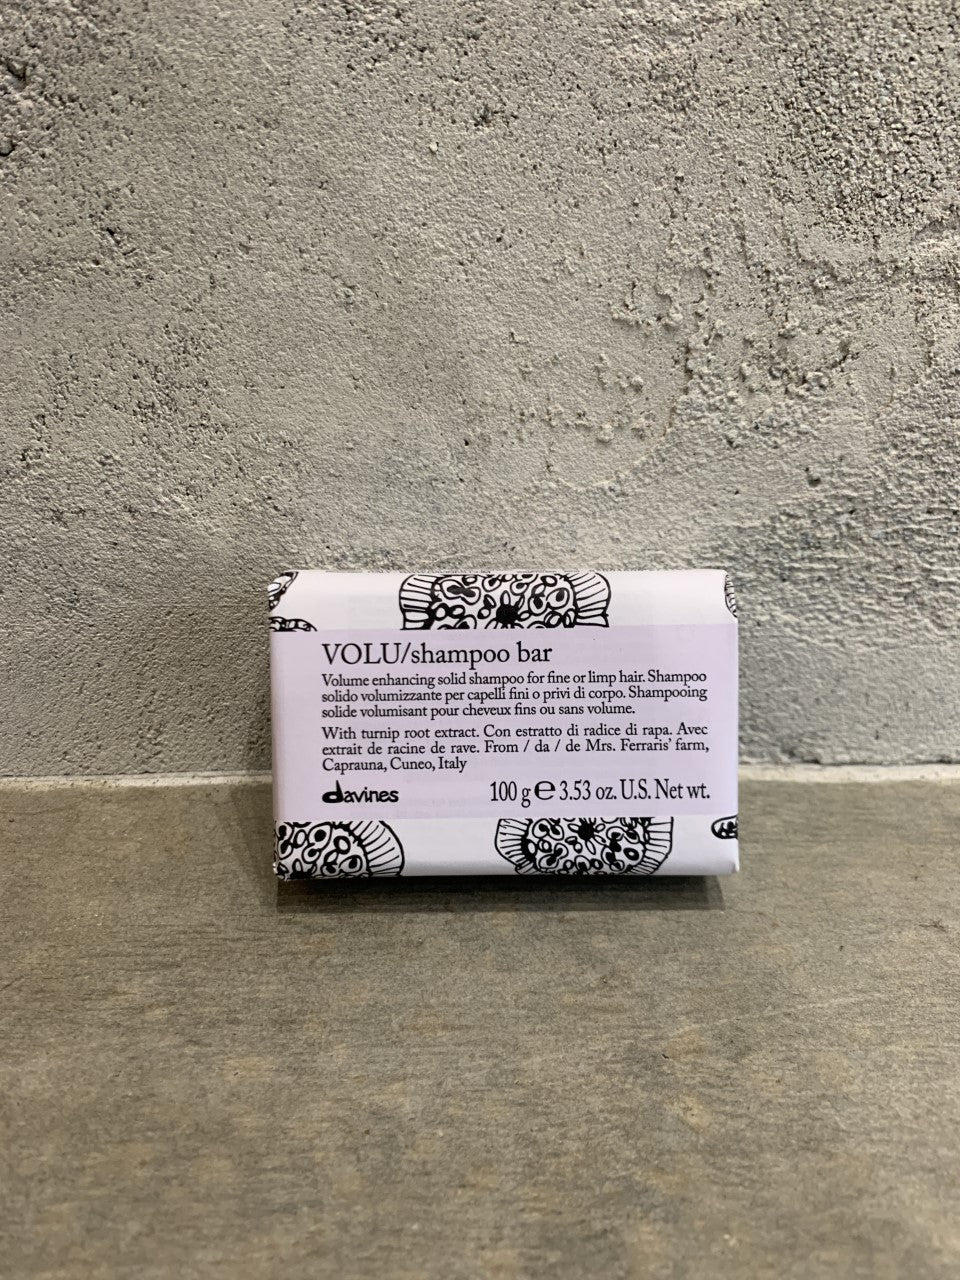 VOLU/shampoo bar
Volume enhancing solid shampoo for fine or limp hair. Shampoo
solido volumizzante per capelli fini o privi di corpo. Shampooing
solide volumisant pour cheveux fins ou sans volume.
With turnip root extract. Con estratto di radice di rapa. Avec
extrait de racine de rave. From / da / de Mrs. Ferraris' farm,
Caprauna, Cuneo, Italy
davines 100 g ℮ 3.53 oz. U.S. Net wt.